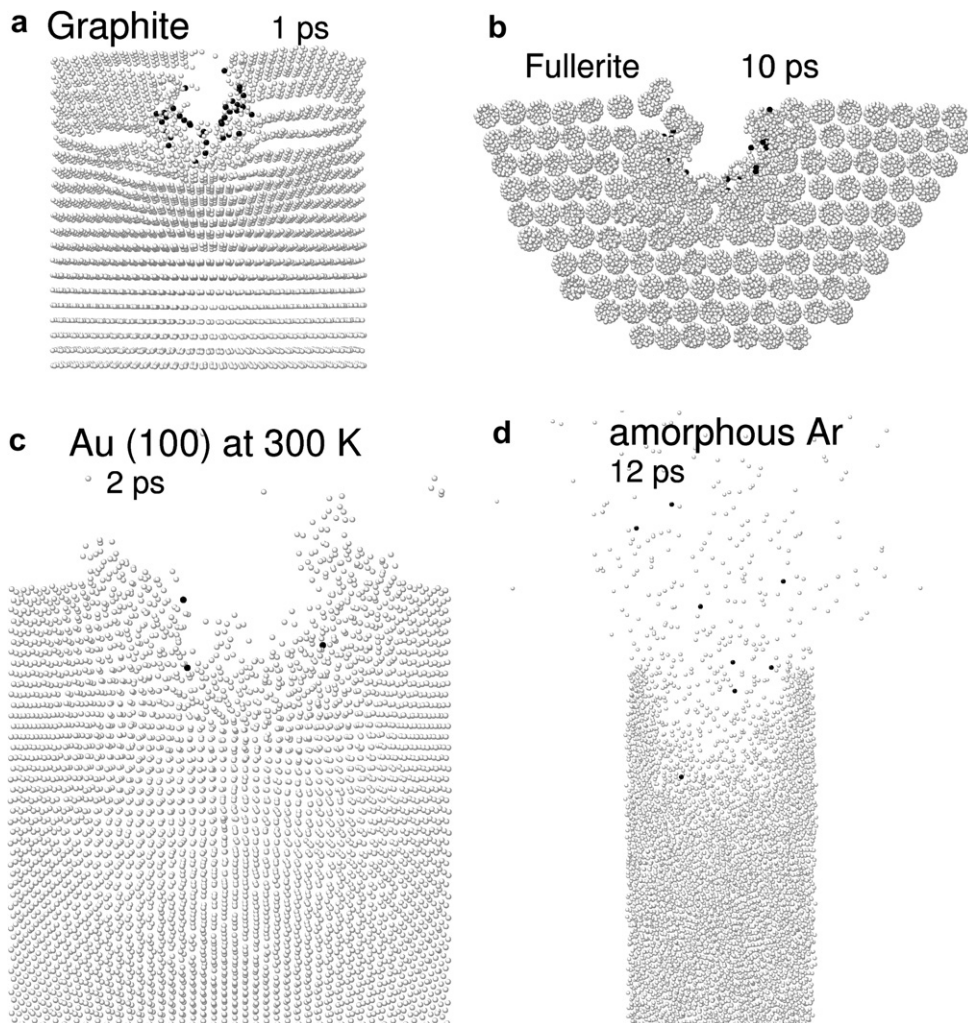 a Graphite 1 ps
b Fullerite 10 ps
c Au (100) at 300 K
2 ps
d amorphous Ar
12 ps